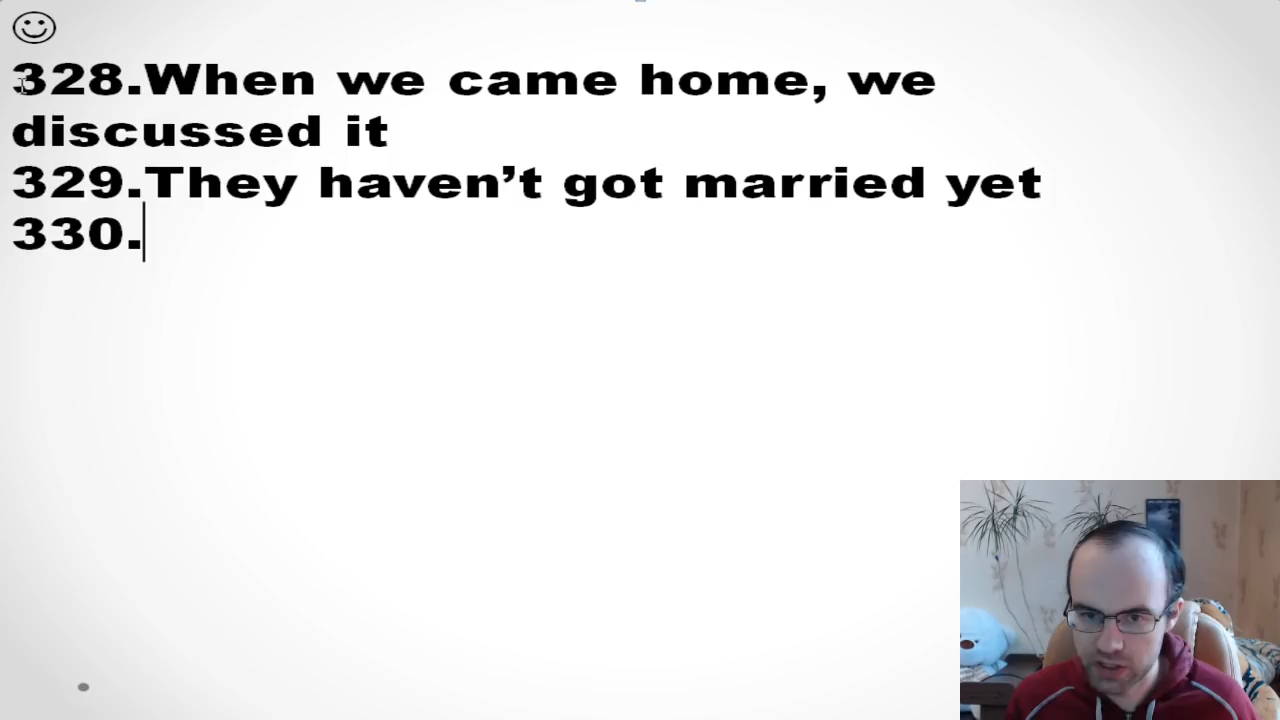 328.When we came home, we
discussed it
329.They haven’t got married yet
330.